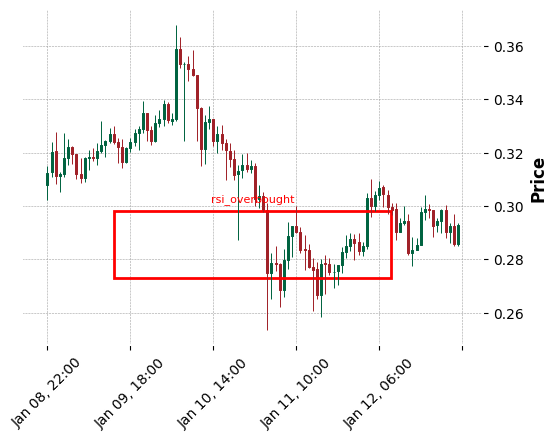 0.36
0.34
0.32
rsi_overbought
0.30
0.28
0.26
Price
Jan 08, 22:00
Jan 09, 18:00
Jan 10, 14:00
Jan 11, 10:00
Jan 12, 06:00